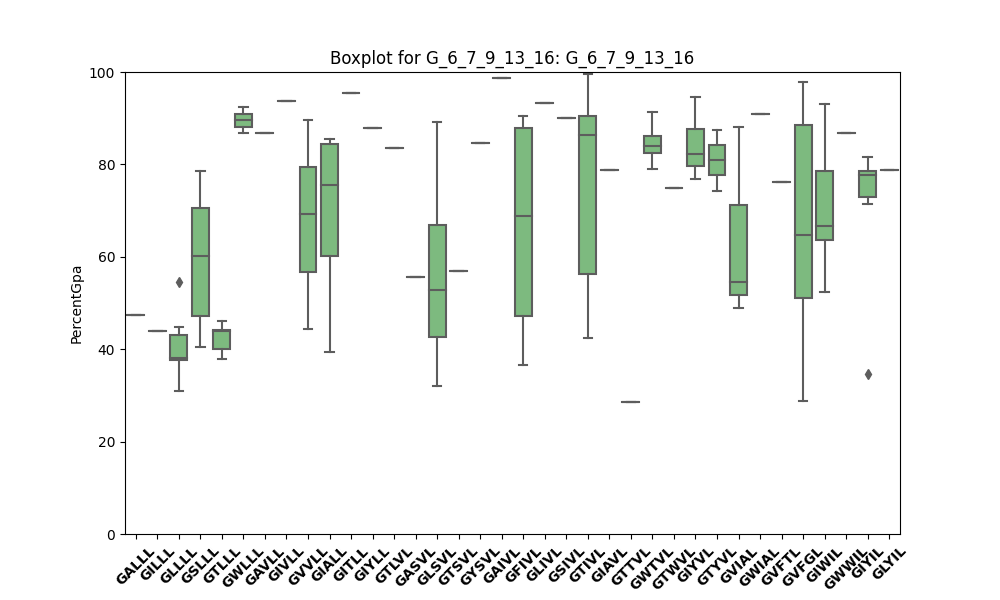 Boxplot for G_6_7_9_13_16: G_6_7_9_13_16
100
80
60
40
20
0
PercentGpa
GALLL
GILLL
GLLLL
GSLLL
GTLLL
GWLLL
GAVLL
GIVLL
GVVLL
GIALL
GITLL
GIYLL
GTLVL
GASVL
GLSVL
GTSVL
GYSVL
GAIVL
GFIVL
GLIVL
GSIVL
GTIVL
GIAVL
GTTVL
GWTVL
GTWVL
GIYVL
GTYVL
GVIAL
GWIAL
GVFTL
GVFGL
GIWIL
GWWIL
GIYIL
GLYIL